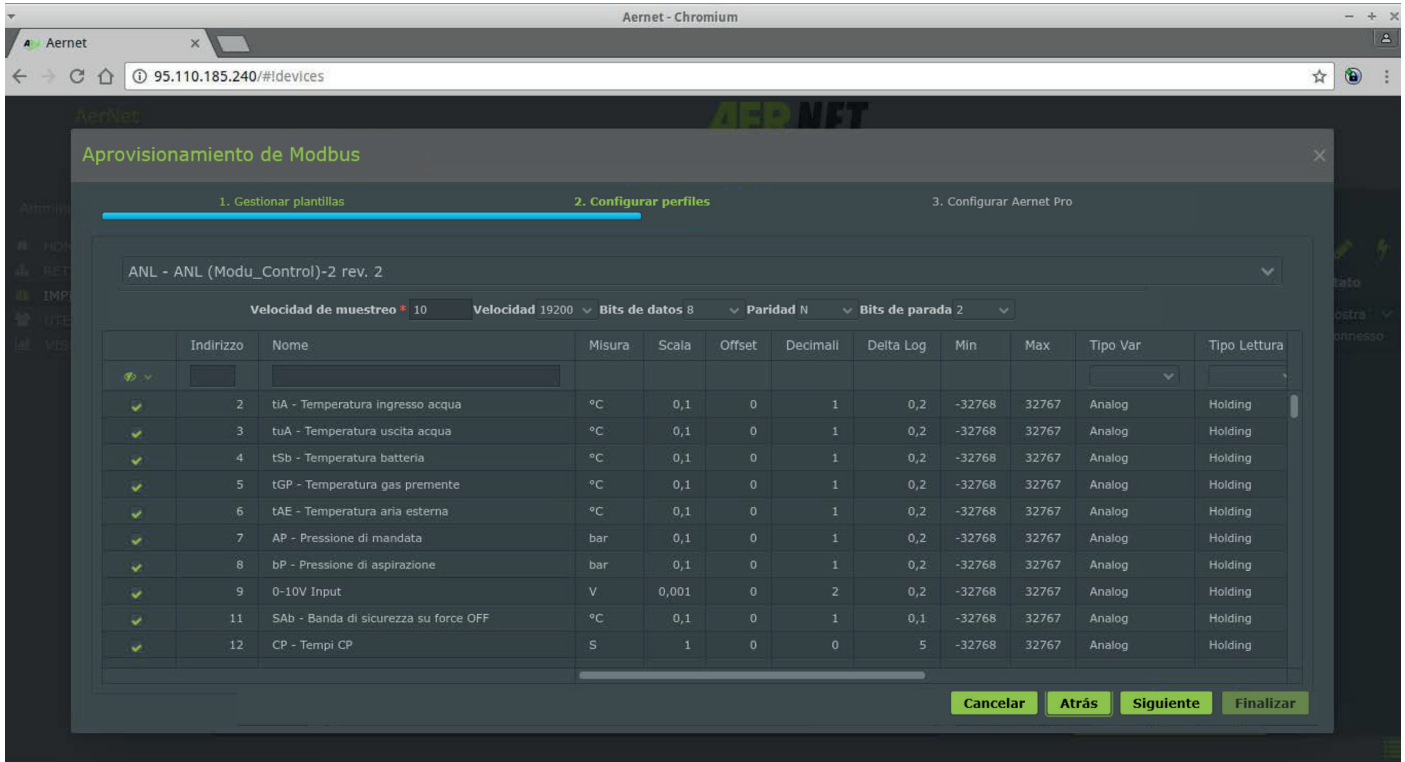 Aernet - Chromium
Aernet
95.110.185.240/#!devices
AerNet
AERNET
Aprovisionamiento de Modbus
1. Gestionar plantillas 2. Configurar perfiles 3. Configurar Aernet Pro
ANL - ANL (Modu_Control)-2 rev. 2
Velocidad de muestreo * 10 Velocidad 19200 Bits de datos 8 Paridad N Bits de parada 2
Indirizzo Nome Misura Scala Offset Decimali Delta Log Min Max Tipo Var Tipo Lettura
2 tiA - Temperatura ingresso acqua °C 0,1 0 1 0,2 -32768 32767 Analog Holding
3 tuA - Temperatura uscita acqua °C 0,1 0 1 0,2 -32768 32767 Analog Holding
4 tSb - Temperatura batteria °C 0,1 0 1 0,2 -32768 32767 Analog Holding
5 tGP - Temperatura gas premente °C 0,1 0 1 0,2 -32768 32767 Analog Holding
6 tAE - Temperatura aria esterna °C 0,1 0 1 0,2 -32768 32767 Analog Holding
7 AP - Pressione di mandata bar 0,1 0 1 0,2 -32768 32767 Analog Holding
8 bP - Pressione di aspirazione bar 0,1 0 1 0,2 -32768 32767 Analog Holding
9 0-10V Input V 0,001 0 2 0,2 -32768 32767 Analog Holding
11 SAb - Banda di sicurezza su force OFF °C 0,1 0 1 0,1 -32768 32767 Analog Holding
12 CP - Tempi CP S 1 0 0 5 -32768 32767 Analog Holding
Cancelar Atrás Siguiente Finalizar